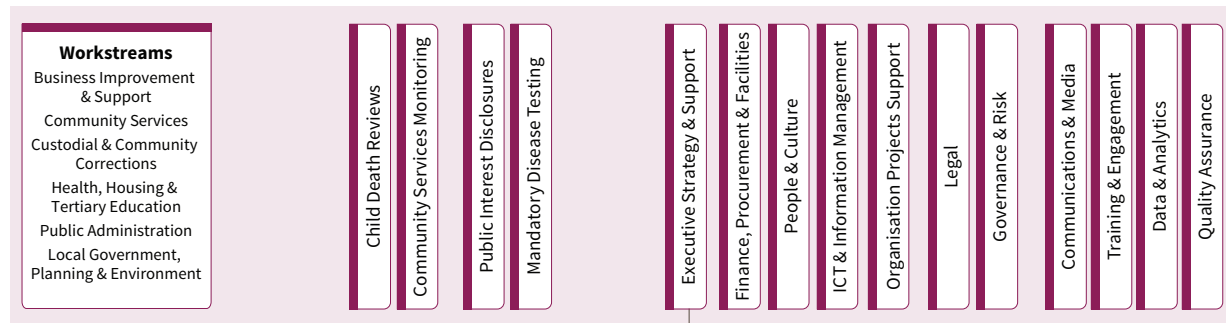 Workstreams
Business Improvement
& Support
Community Services
Custodial & Community
Corrections
Health, Housing &
Tertiary Education
Public Administration
Local Government,
Planning & Environment
Child Death Reviews
Community Services Monitoring
Public Interest Disclosures
Mandatory Disease Testing
Executive Strategy & Support
Finance, Procurement & Facilities
People & Culture
ICT & Information Management
Organisation Projects Support
Legal
Governance & Risk
Communications & Media
Training & Engagement
Data & Analytics
Quality Assurance